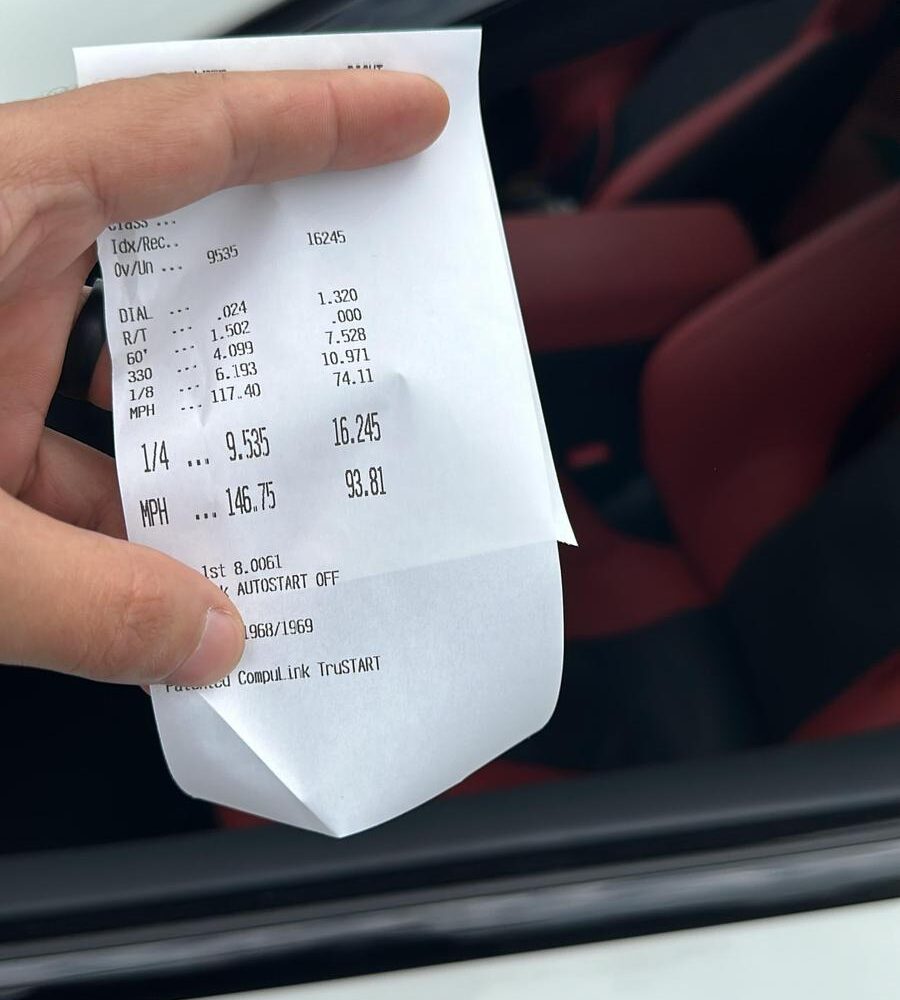 Class ...
Idx/Rec..
Ov/Un ... 9535 16245
DIAL ...
R/T ... .024 1.320
60' ... 1.502 .000
330 ... 4.099 7.528
1/8 ... 6.193 10.971
MPH ... 117.40 74.11
1/4 ... 9.535 16.245
MPH ... 146.75 93.81
1st 8.0061
AUTOSTART OFF
1968/1969
Patented CompuLink TruSTART